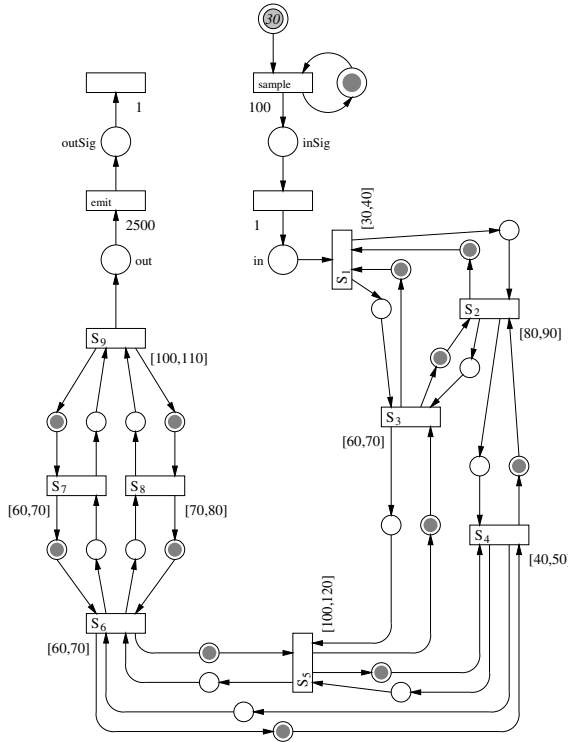 30
sample
100
1
outSig
inSig
emit
2500
1
[30,40]
out
in
S1
S2
[80,90]
S9
[100,110]
S3
[60,70]
S7
S8
[60,70]
[70,80]
S4
[40,50]
[100,120]
S6
[60,70]
S5